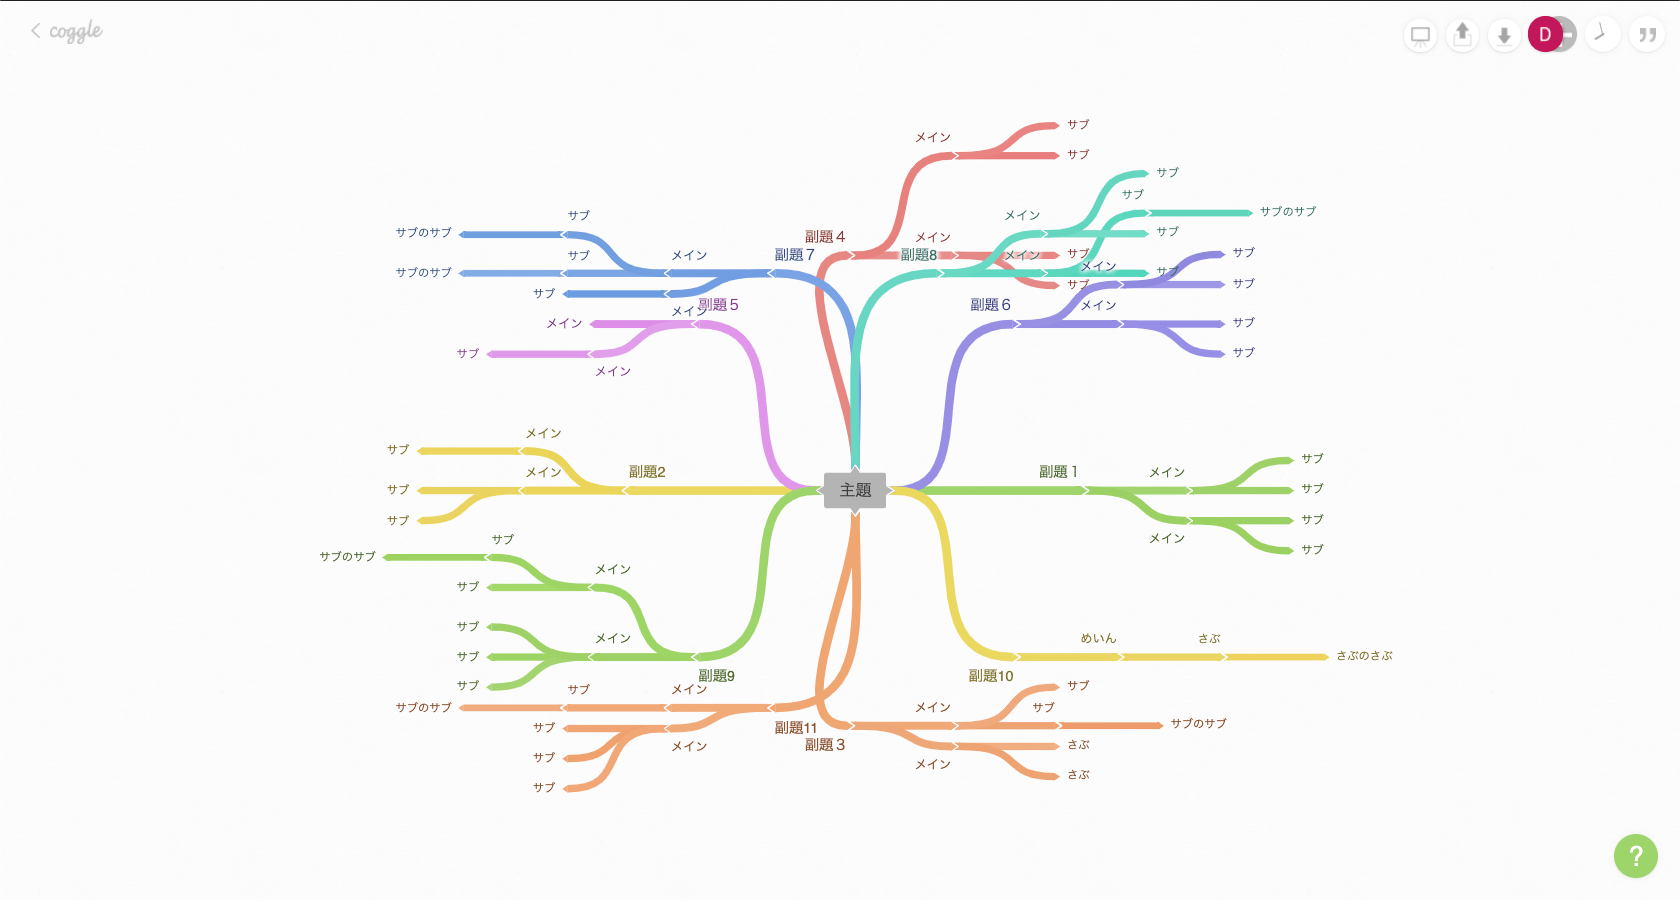 coggle
D
メイン
サブ
サブ
副題４
メイン
サブ
サブ
副題8
メイン
サブ
サブ
サブのサブ
サブ
メイン
サブ
副題７
メイン
サブ
サブのサブ
サブ
サブのサブ
メイン
サブ
副題５
メイン
メイン
サブ
副題６
メイン
サブ
サブ
メイン
サブ
サブ
主題
副題１
メイン
サブ
サブ
メイン
サブ
サブ
副題2
メイン
サブ
メイン
サブ
サブ
副題9
メイン
サブ
サブのサブ
サブ
メイン
サブ
サブ
サブ
副題10
めいん
さぶ
さぶのさぶ
副題11
メイン
サブ
サブのサブ
メイン
サブ
サブ
サブ
副題３
メイン
サブ
サブ
サブのサブ
メイン
さぶ
さぶ
?